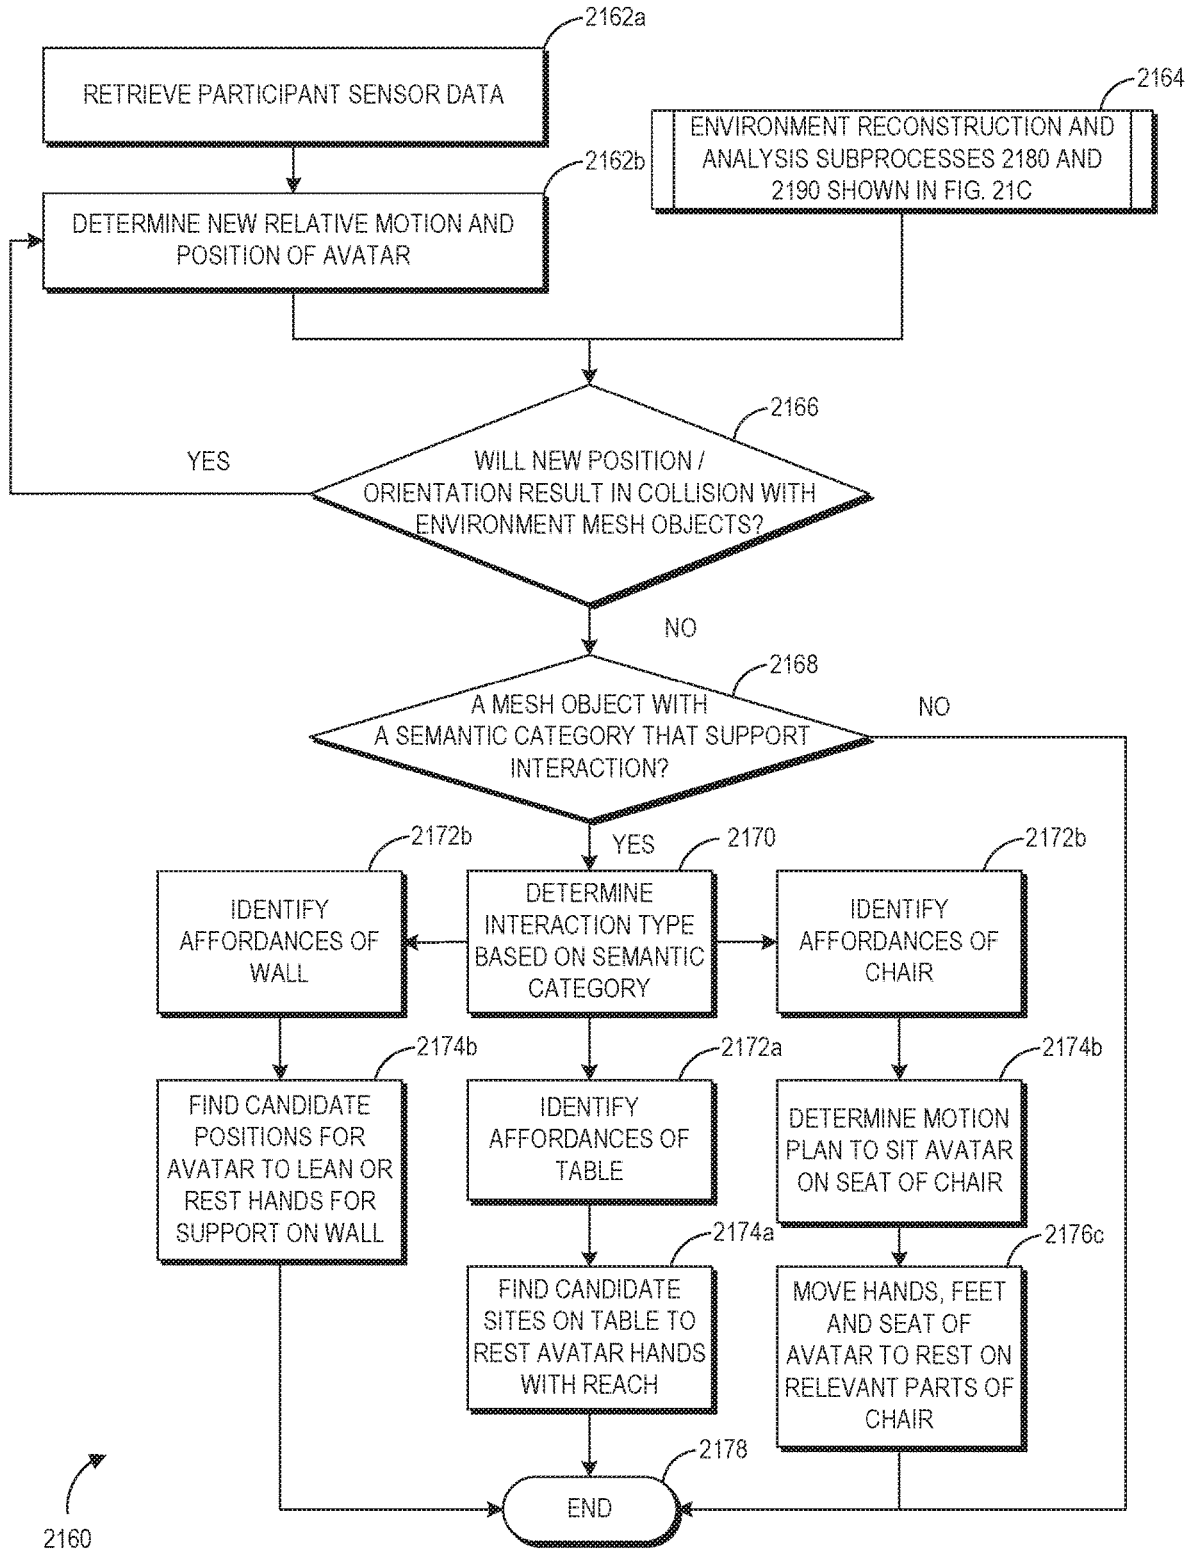 2162a
RETRIEVE PARTICIPANT SENSOR DATA
2164
ENVIRONMENT RECONSTRUCTION AND
ANALYSIS SUBPROCESSES 2180 AND
2190 SHOWN IN FIG. 21C
2162b
DETERMINE NEW RELATIVE MOTION AND
POSITION OF AVATAR
2166
YES
WILL NEW POSITION /
ORIENTATION RESULT IN COLLISION WITH
ENVIRONMENT MESH OBJECTS?
NO
2168
A MESH OBJECT WITH
A SEMANTIC CATEGORY THAT SUPPORT
INTERACTION?
NO
YES
2172b
IDENTIFY
AFFORDANCES OF
WALL
2170
DETERMINE
INTERACTION TYPE
BASED ON SEMANTIC
CATEGORY
2172b
IDENTIFY
AFFORDANCES OF
CHAIR
2174b
FIND CANDIDATE
POSITIONS FOR
AVATAR TO LEAN OR
REST HANDS FOR
SUPPORT ON WALL
2172a
IDENTIFY
AFFORDANCES OF
TABLE
2174b
DETERMINE MOTION
PLAN TO SIT AVATAR
ON SEAT OF CHAIR
2174a
FIND CANDIDATE
SITES ON TABLE TO
REST AVATAR HANDS
WITH REACH
2176c
MOVE HANDS, FEET
AND SEAT OF
AVATAR TO REST ON
RELEVANT PARTS OF
CHAIR
2178
END
2160